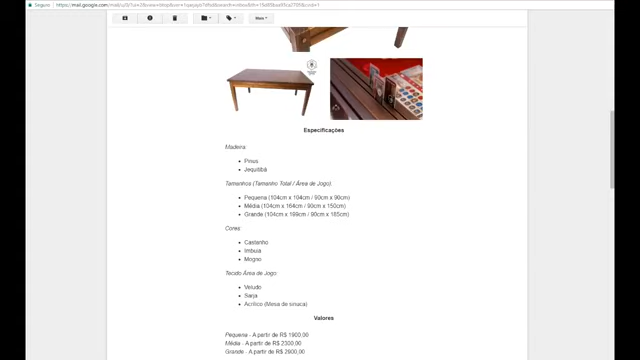 Seguro
Mais
Especificações
Madeira:
Pinus
Jequitibá
Tamanhos (Tamanho Total / Área de Jogo):
Pequena (104cm x 104cm / 90cm x 90cm)
Média (104cm x 164cm / 90cm x 150cm)
Grande (104cm x 199cm / 90cm x 185cm)
Cores:
Castanho
Imbuia
Mogno
Tecido Área de Jogo:
Veludo
Sarja
Acrílico (Mesa de sinuca)
Valores
Pequena - A partir de R$ 1900,00
Média - A partir de R$ 2300,00
Grande - A partir de R$ 2900,00